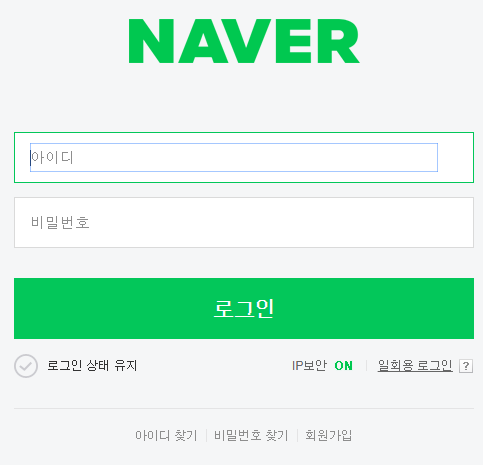 NAVER
아이디
비밀번호
로그인
로그인 상태 유지 IP보안 ON | 일회용 로그인 ?
아이디 찾기 | 비밀번호 찾기 | 회원가입